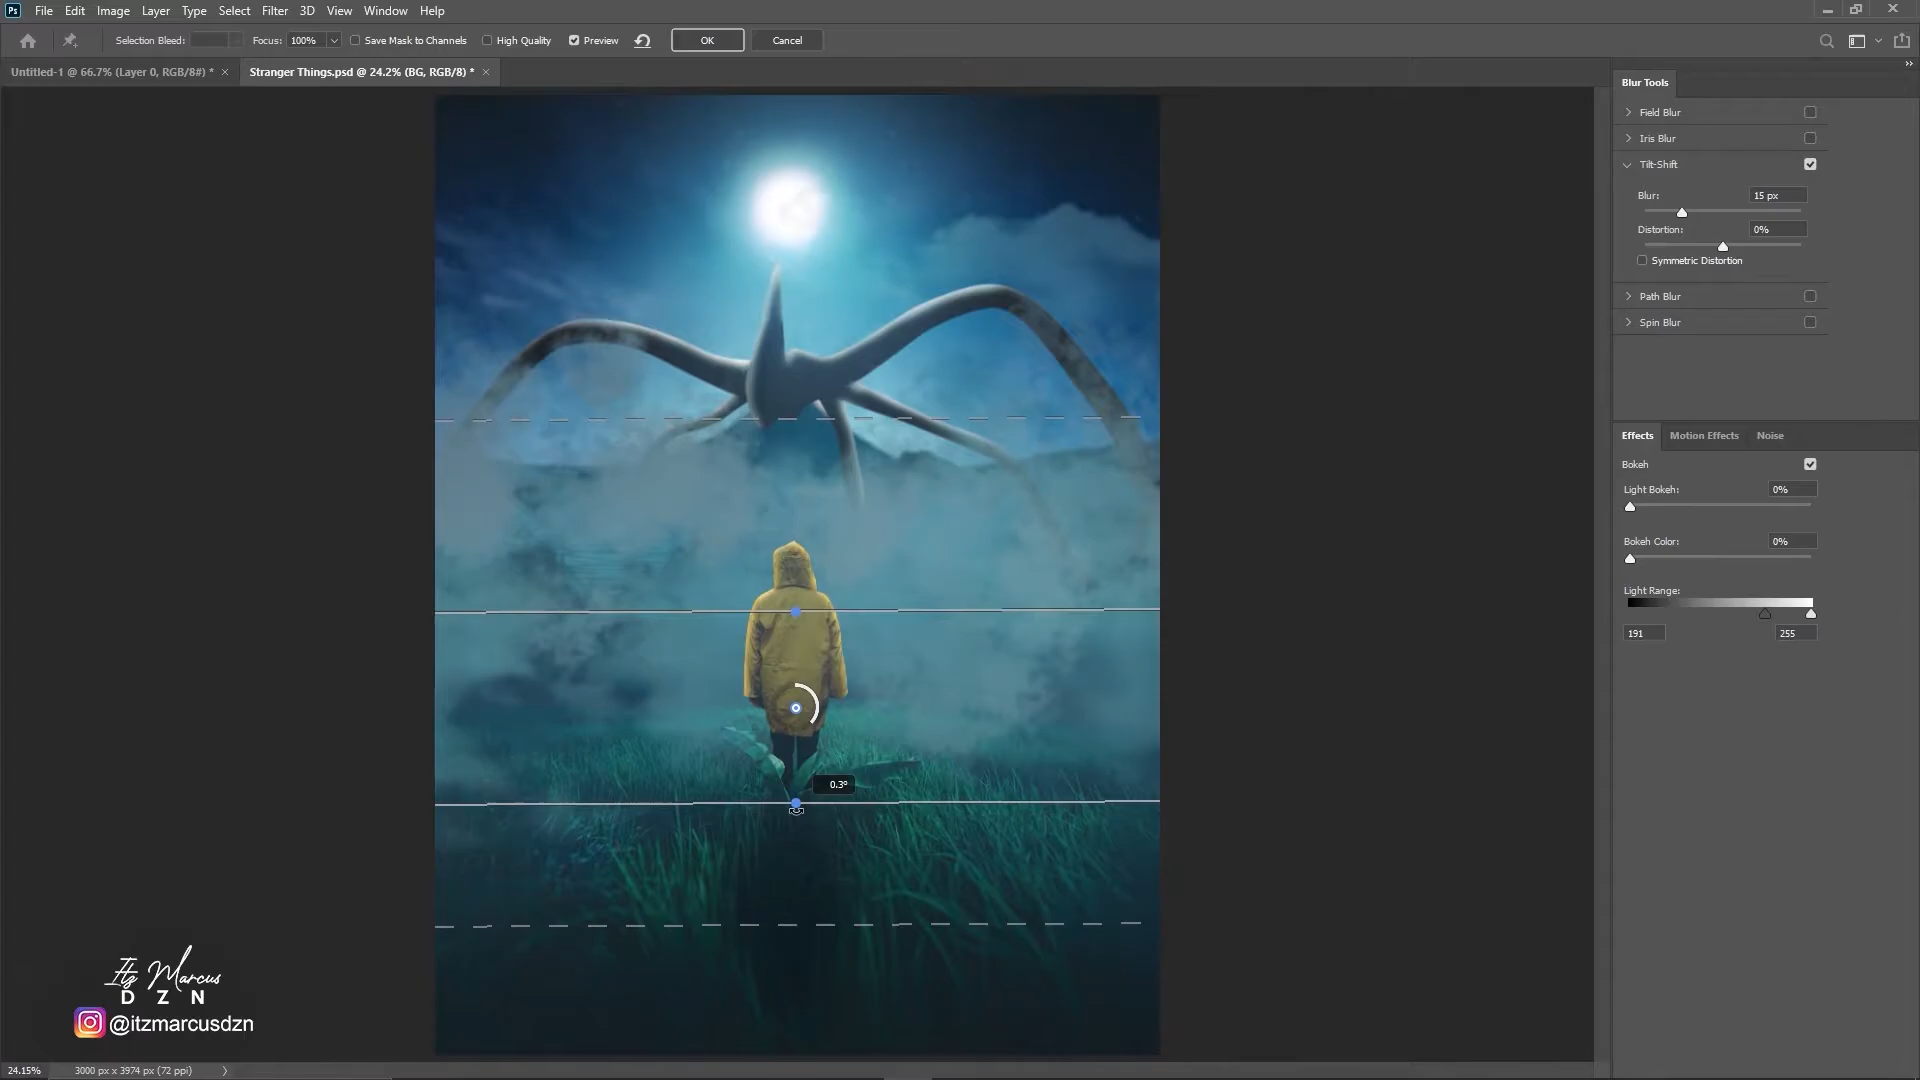 Ps File Edit Image Layer Type Select Filter 3D View Window Help
Selection Bleed: Focus: 100% Save Mask to Channels High Quality Preview OK Cancel
Untitled-1 @ 66.7% (Layer 0, RGB/8#) * Stranger Things.psd @ 24.2% (BG, RGB/8) *
Blur Tools
Field Blur
Iris Blur
Tilt-Shift
Blur: 15 px
Distortion: 0%
Symmetric Distortion
Path Blur
Spin Blur
Effects Motion Effects Noise
Bokeh
Light Bokeh: 0%
Bokeh Color: 0%
Light Range:
191 255
0.3°
Itz Marcus
DZN
@itzmarcusdzn
24.15% 3000 px x 3974 px (72 ppi)